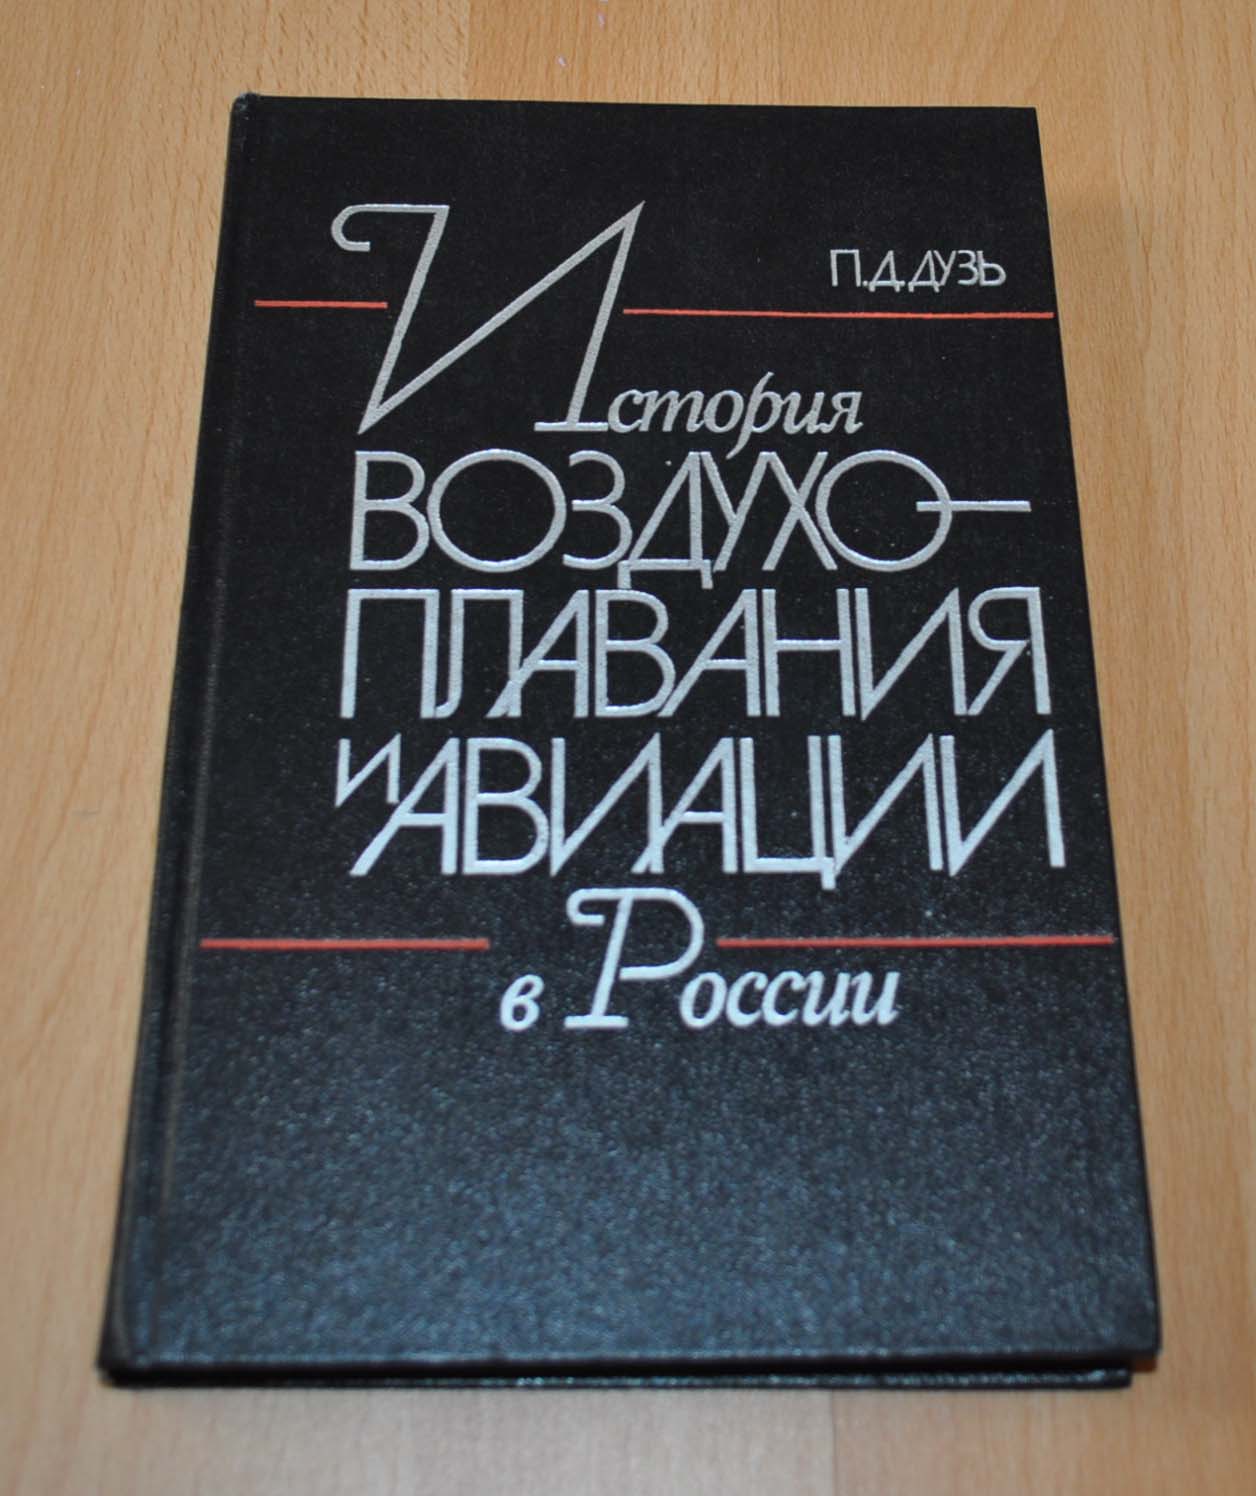 П.Д.ДУЗЬ
История
ВОЗДУХО-
ПЛАВАНИЯ
И АВИАЦИИ
в России